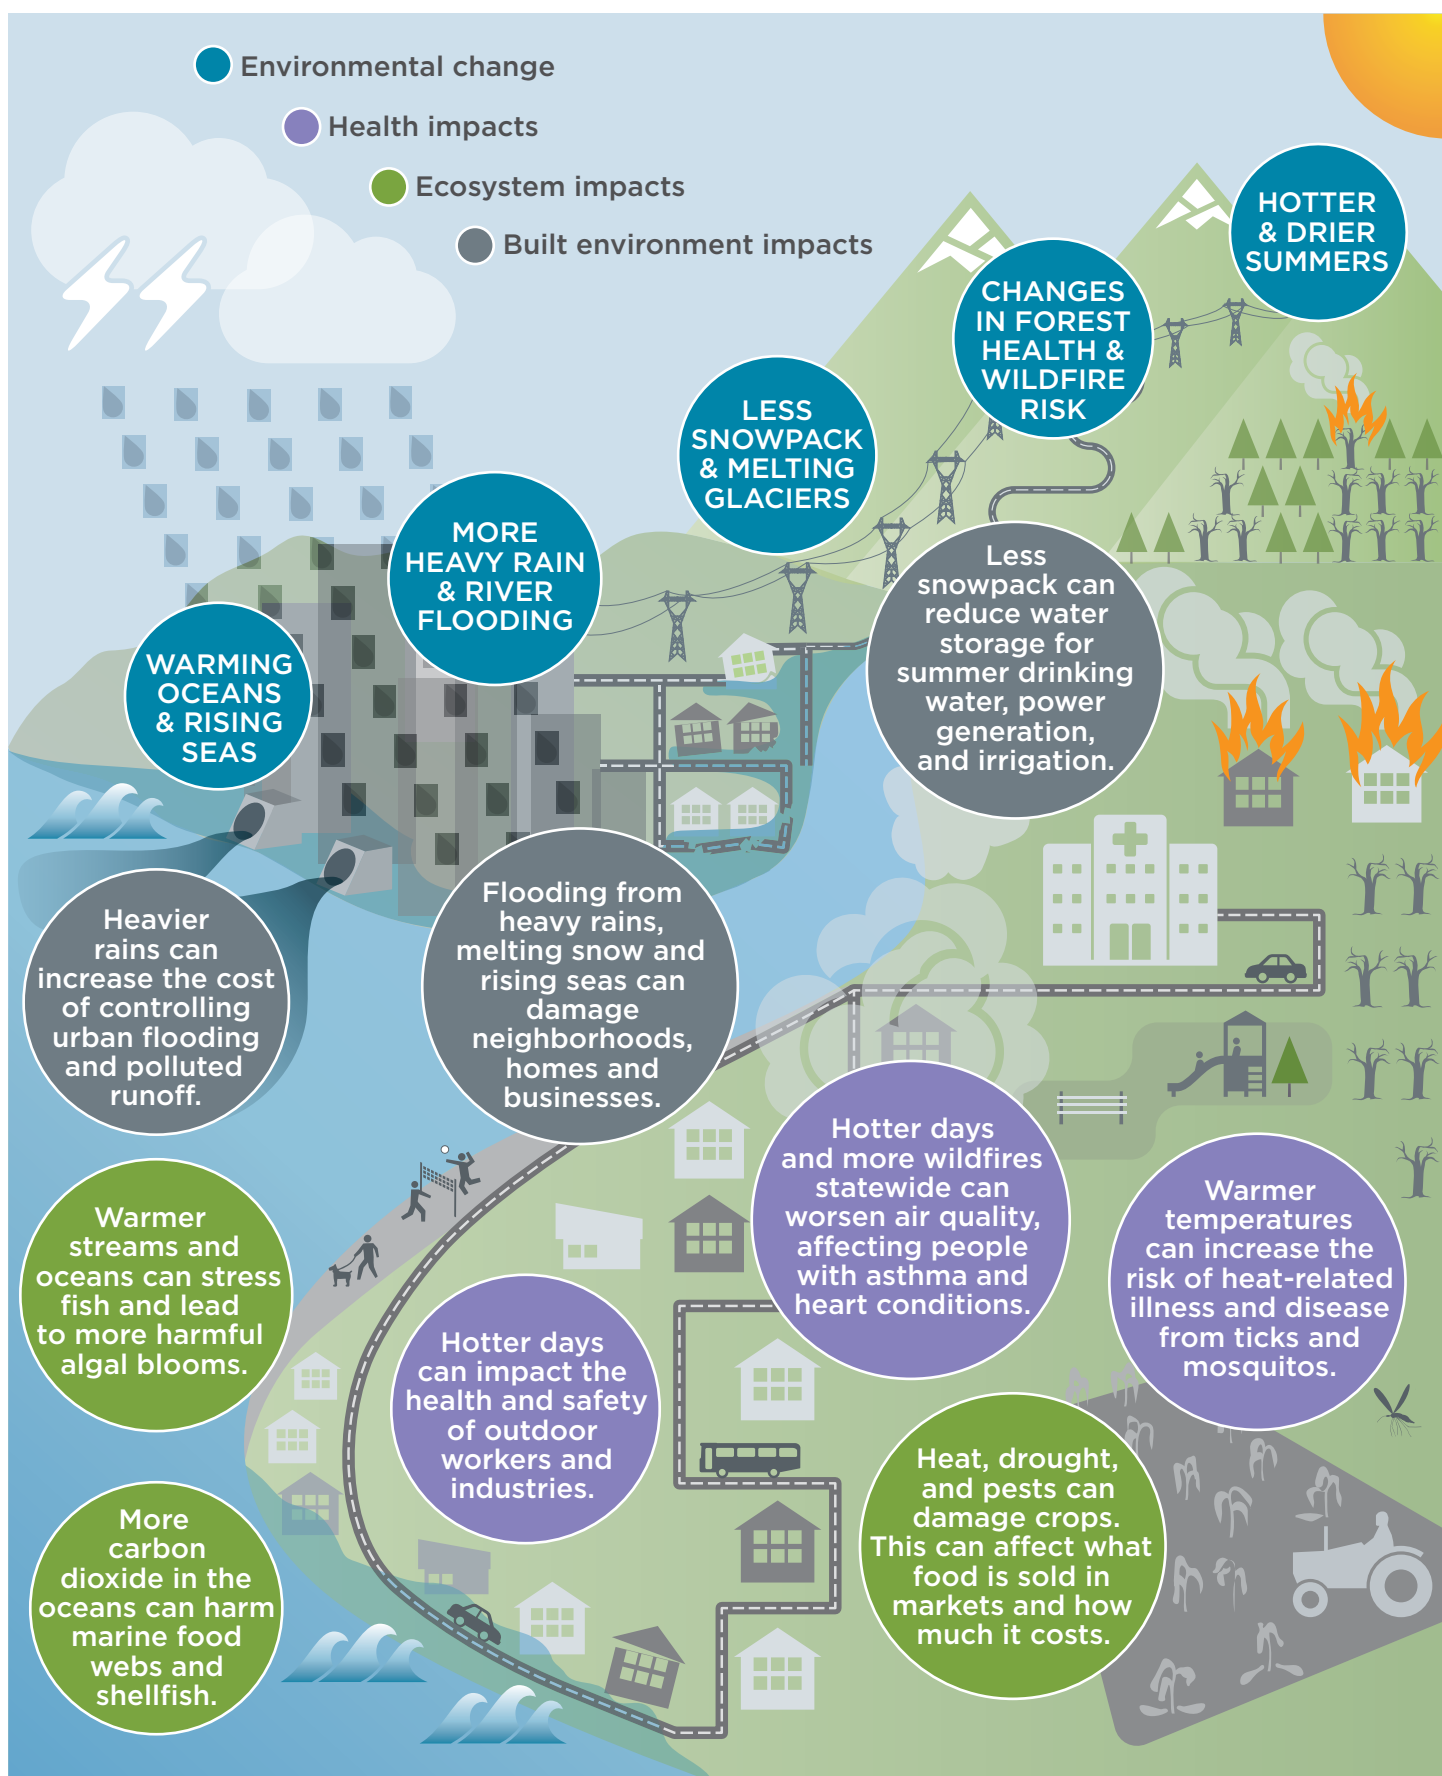 Environmental change
Health impacts
Ecosystem impacts
Built environment impacts
HOTTER
& DRIER
SUMMERS
CHANGES
IN FOREST
HEALTH &
WILDFIRE
RISK
LESS
SNOWPACK
& MELTING
GLACIERS
MORE
HEAVY RAIN
& RIVER
FLOODING
WARMING
OCEANS
& RISING
SEAS
Less
snowpack can
reduce water
storage for
summer drinking
water, power
generation,
and irrigation.
Heavier
rains can
increase the cost
of controlling
urban flooding
and polluted
runoff.
Flooding from
heavy rains,
melting snow and
rising seas can
damage
neighborhoods,
homes and
businesses.
Hotter days
and more wildfires
statewide can
worsen air quality,
affecting people
with asthma and
heart conditions.
Warmer
temperatures
can increase the
risk of heat-related
illness and disease
from ticks and
mosquitos.
Warmer
streams and
oceans can stress
fish and lead
to more harmful
algal blooms.
Hotter days
can impact the
health and safety
of outdoor
workers and
industries.
Heat, drought,
and pests can
damage crops.
This can affect what
food is sold in
markets and how
much it costs.
More
carbon
dioxide in the
oceans can harm
marine food
webs and
shellfish.